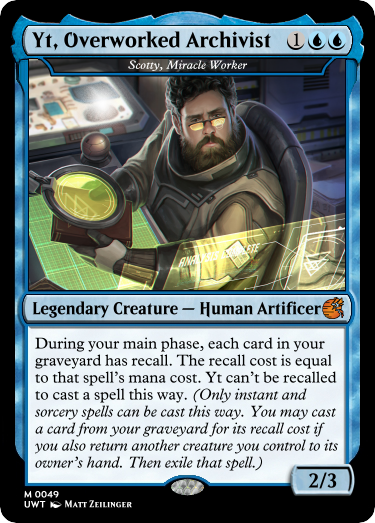 Yt, Overworked Archivist 1
Scotty, Miracle Worker
Legendary Creature — Human Artificer
During your main phase, each card in your
graveyard has recall. The recall cost is equal
to that spell's mana cost. Yt can't be recalled
to cast a spell this way. (Only instant and
sorcery spells can be cast this way. You may cast
a card from your graveyard for its recall cost if
you also return another creature you control to its
owner's hand. Then exile that spell.)
2/3
M 0049
UWT Matt Zeilinger